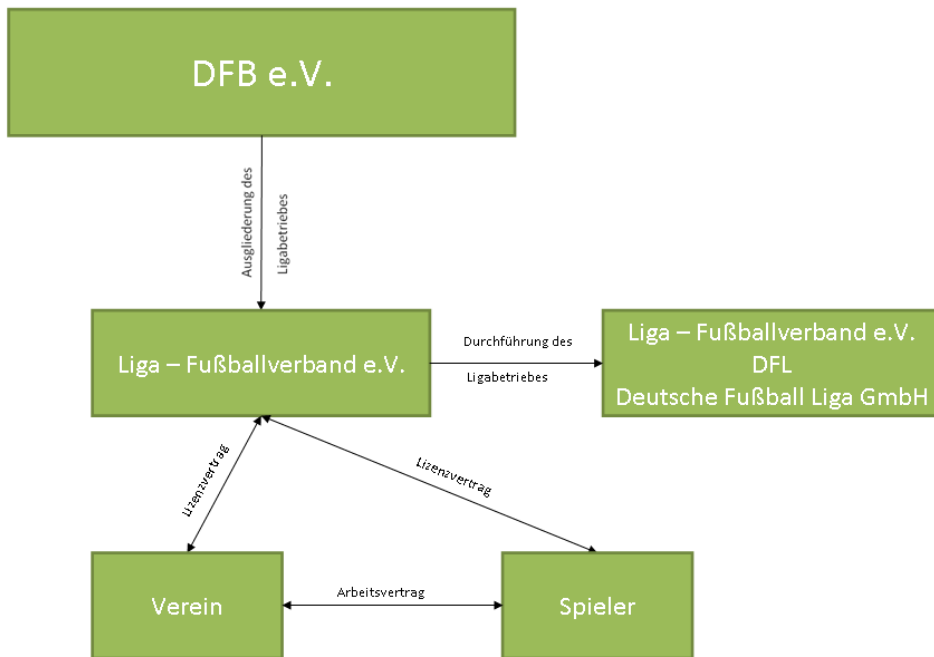 DFB e.V.
Ausgliederung des
Ligabetriebes
Liga – Fußballverband e.V.
Durchführung des
Ligabetriebes
Liga – Fußballverband e.V.
DFL
Deutsche Fußball Liga GmbH
Lizenzvertrag
Lizenzvertrag
Verein
Arbeitsvertrag
Spieler